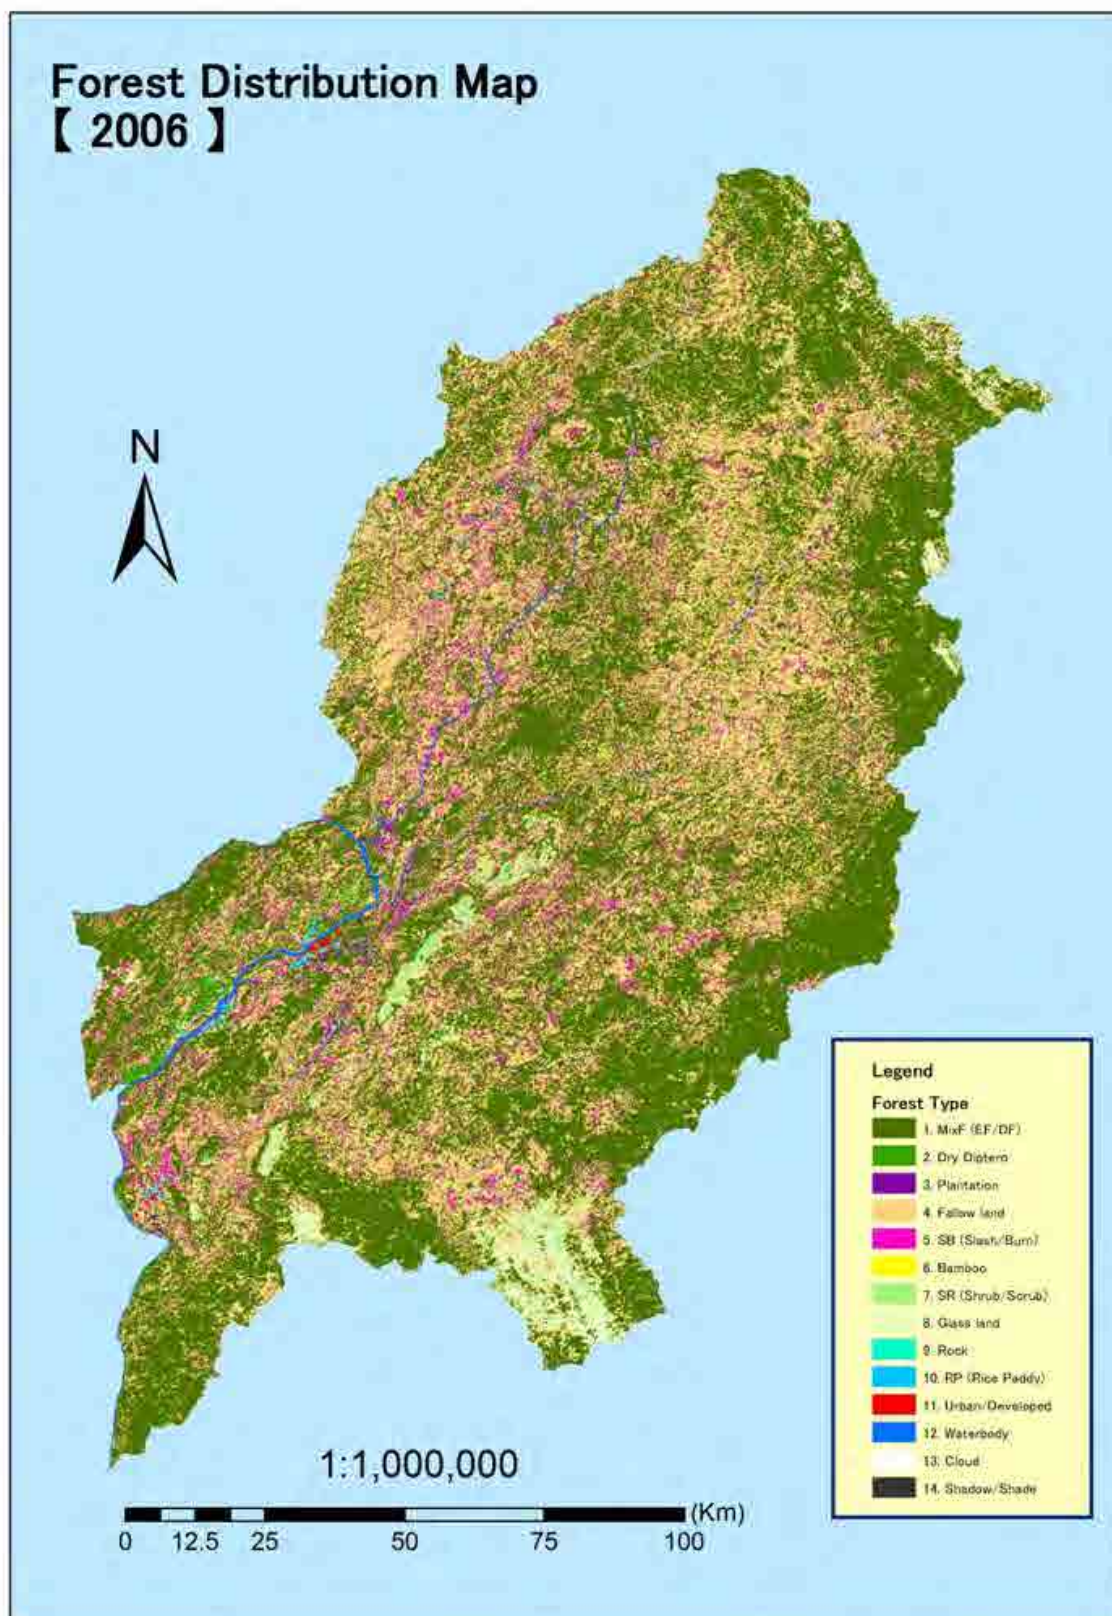 Forest Distribution Map
【 2006 】
N
Legend
Forest Type
1. MixF (EF/DF)
2. Dry Diptero
3. Plantation
4. Fallow land
5. SB (Slash/Burn)
6. Bamboo
7. SR (Shrub/Scrub)
8. Glass land
9. Rock
10. RP (Rice Paddy)
11. Urban/Developed
12. Waterbody
13. Cloud
14. Shadow/Shade
1:1,000,000
(Km)
0 12.5 25 50 75 100